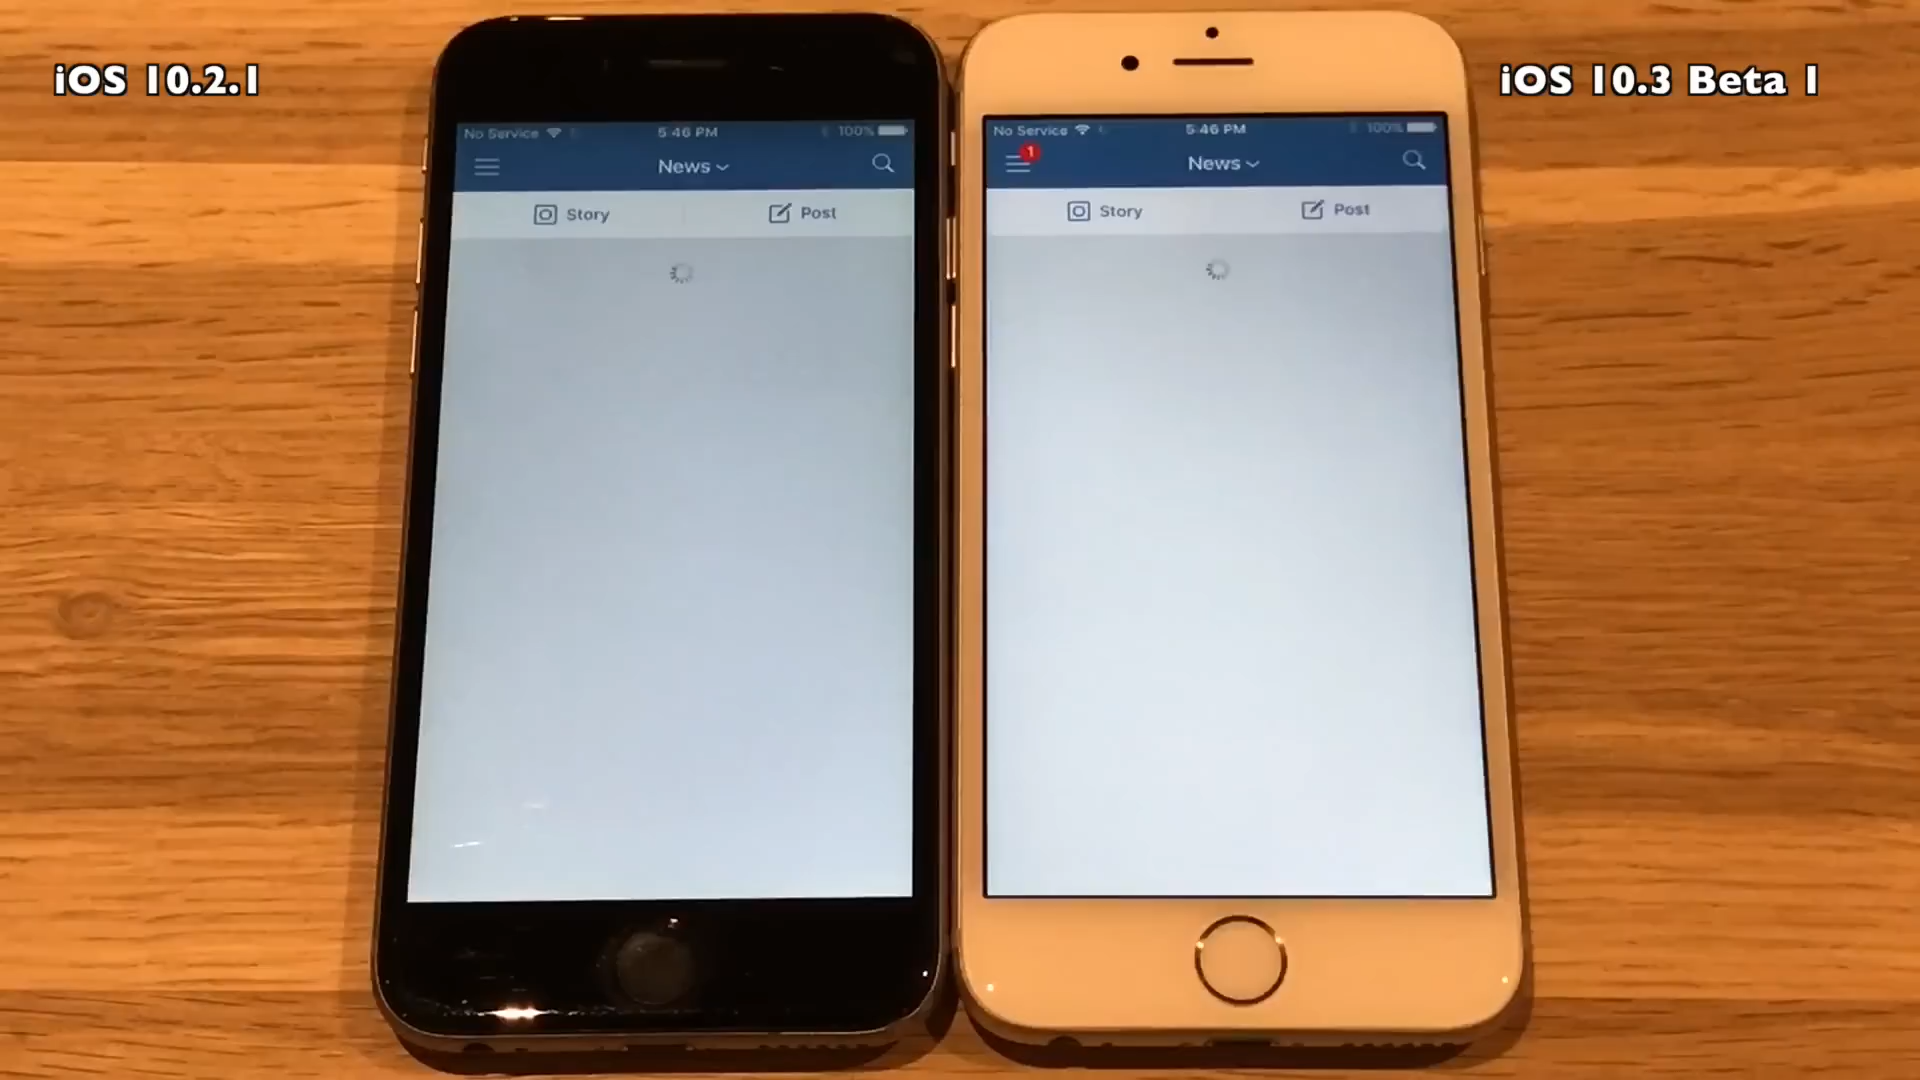 iOS 10.2.1
iOS 10.3 Beta 1
No Service 5:46 PM 100%
News
Story Post
No Service 5:46 PM 100%
1
News
Story Post